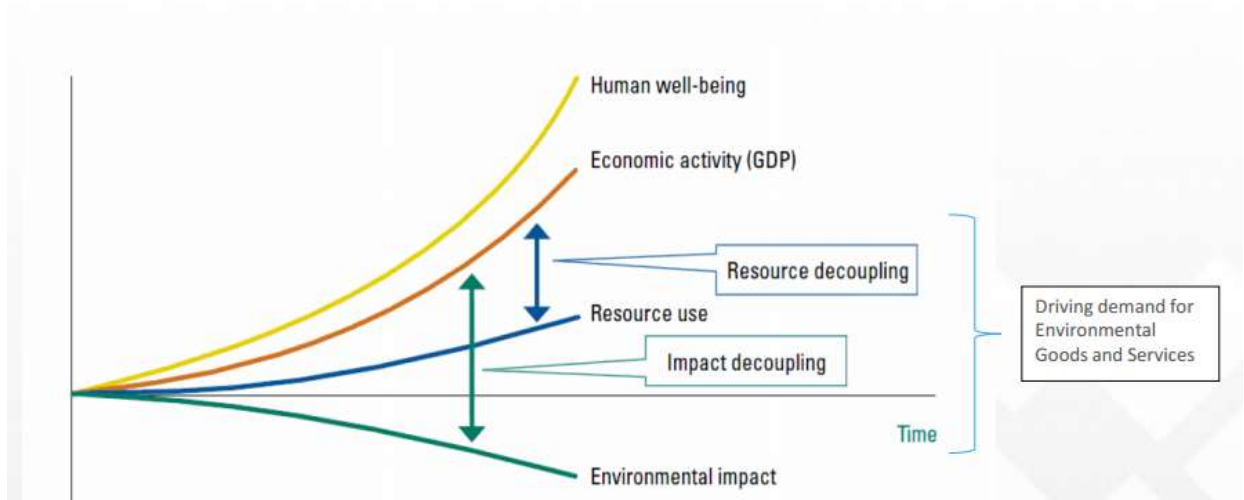 Human well-being
Economic activity (GDP)
Resource decoupling
Resource use
Driving demand for
Environmental
Goods and Services
Impact decoupling
Time
Environmental impact